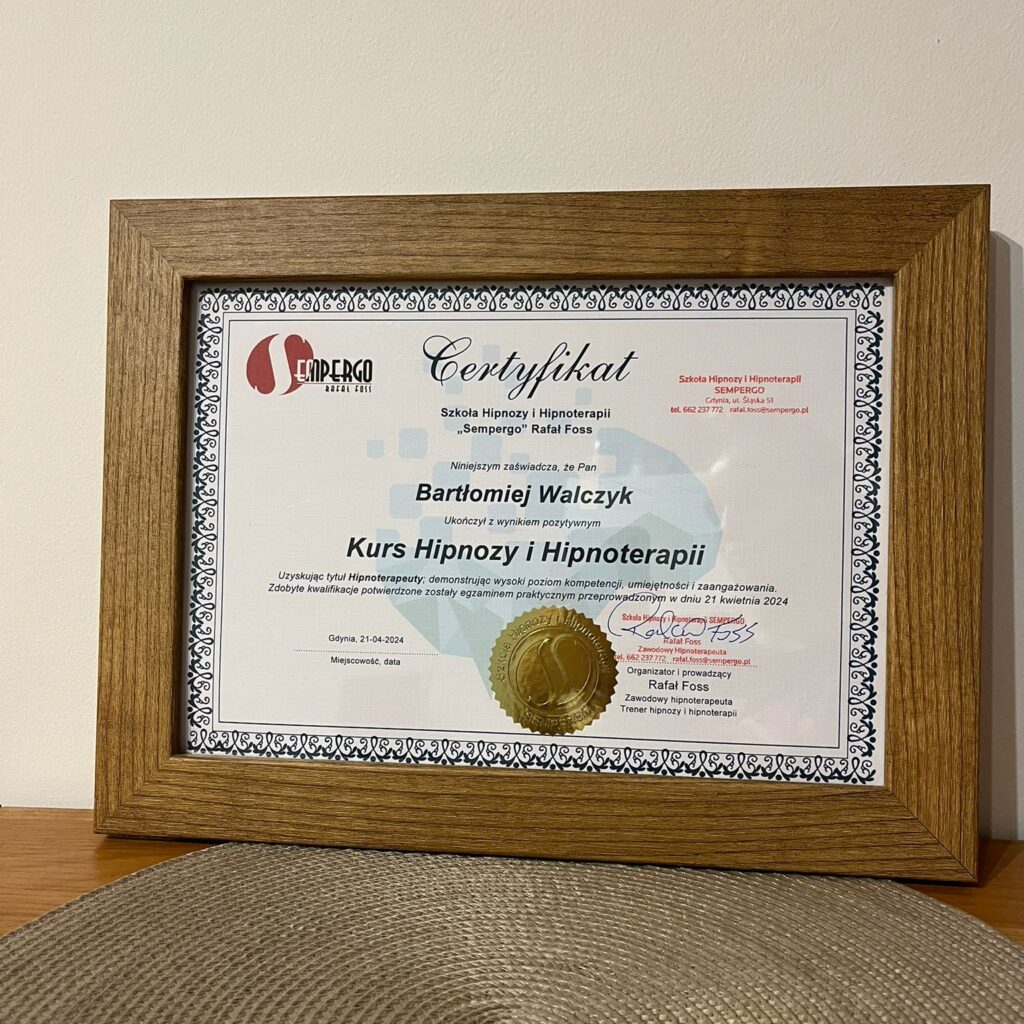 SEMPERGO
RAFAŁ FOSS
Certyfikat
Szkoła Hipnozy i Hipnoterapii
„Sempergo” Rafał Foss
Szkoła Hipnozy i Hipnoterapii
SEMPERGO
Gdynia, ul. Śląska 51
tel. 662 237 772 rafal.foss@sempergo.pl
Niniejszym zaświadcza, że Pan
Bartłomiej Walczyk
Ukończył z wynikiem pozytywnym
Kurs Hipnozy i Hipnoterapii
Uzyskując tytuł Hipnoterapeuty; demonstrując wysoki poziom kompetencji, umiejętności i zaangażowania.
Zdobyte kwalifikacje potwierdzone zostały egzaminem praktycznym przeprowadzonym w dniu 21 kwietnia 2024
Gdynia, 21-04-2024
Miejscowość, data
Szkoła Hipnozy i Hipnoterapii
SEMPERGO
Szkoła Hipnozy i Hipnoterapii SEMPERGO
Rafał Foss
Zawodowy Hipnoterapeuta
tel. 662 237 772 rafal.foss@sempergo.pl
Organizator i prowadzący
Rafał Foss
Zawodowy hipnoterapeuta
Trener hipnozy i hipnoterapii